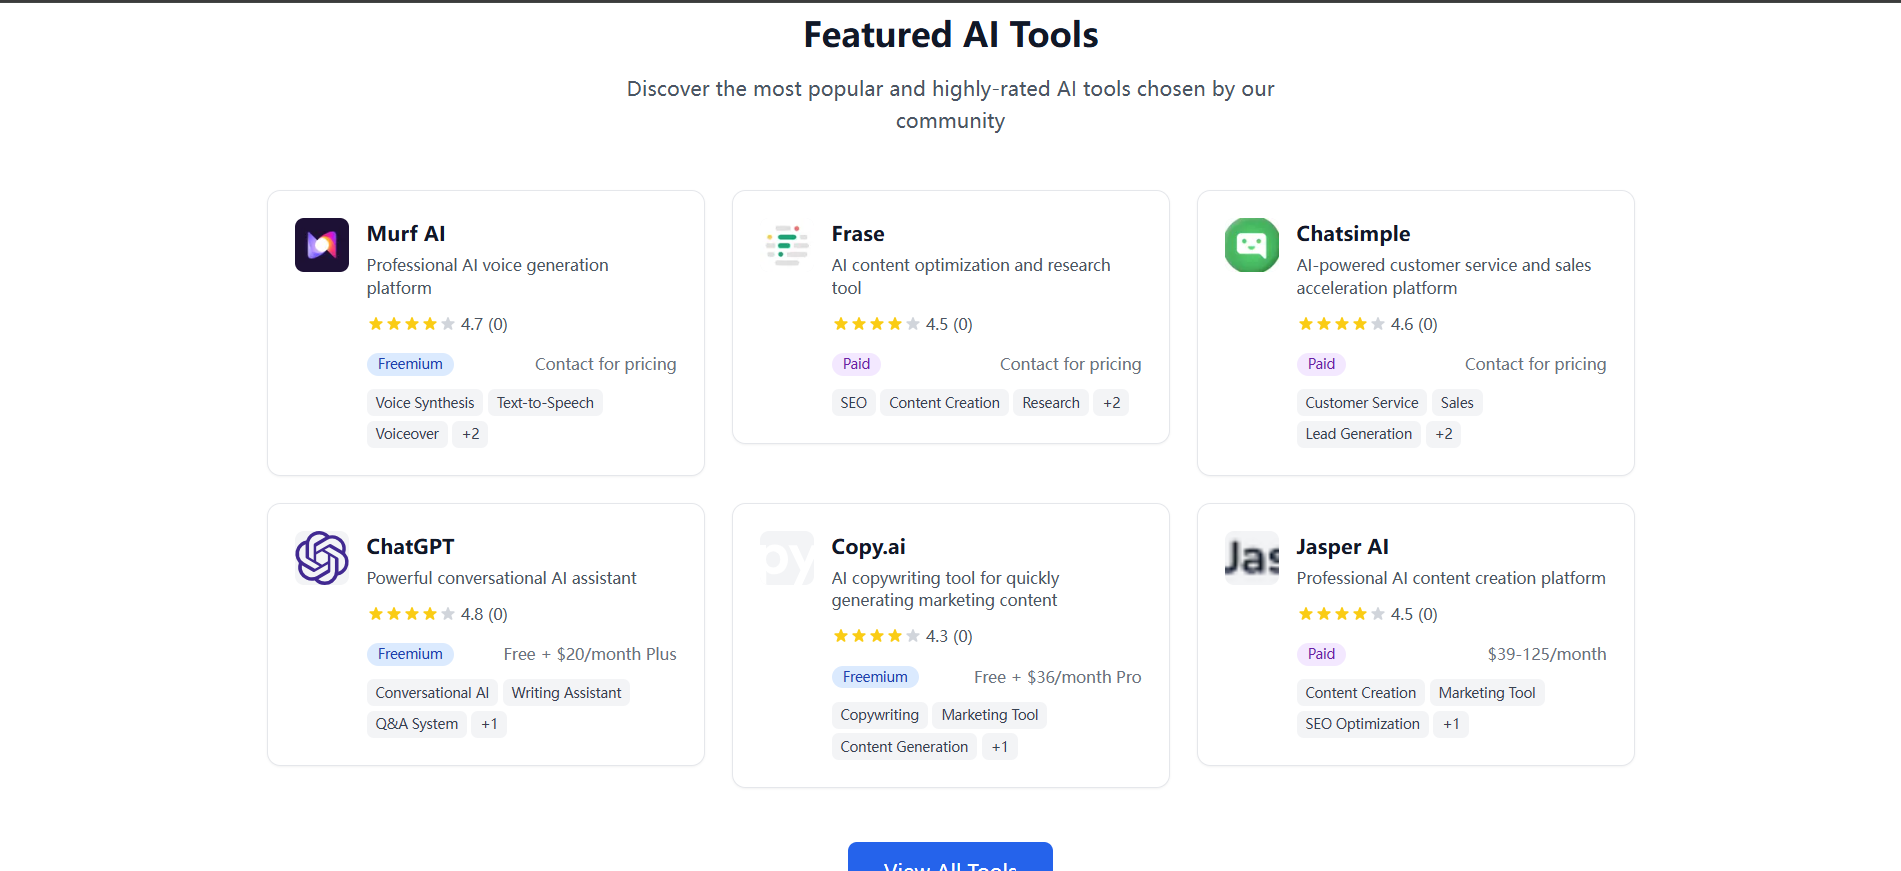 Featured AI Tools
Discover the most popular and highly-rated AI tools chosen by our
community
Murf AI
Professional AI voice generation
platform
4.7 (0)
Freemium Contact for pricing
Voice Synthesis Text-to-Speech
Voiceover +2
Frase
AI content optimization and research
tool
4.5 (0)
Paid Contact for pricing
SEO Content Creation Research +2
Chatsimple
AI-powered customer service and sales
acceleration platform
4.6 (0)
Paid Contact for pricing
Customer Service Sales
Lead Generation +2
ChatGPT
Powerful conversational AI assistant
4.8 (0)
Freemium Free + $20/month Plus
Conversational AI Writing Assistant
Q&A System +1
py
Copy.ai
AI copywriting tool for quickly
generating marketing content
4.3 (0)
Freemium Free + $36/month Pro
Copywriting Marketing Tool
Content Generation +1
Jas
Jasper AI
Professional AI content creation platform
4.5 (0)
Paid $39-125/month
Content Creation Marketing Tool
SEO Optimization +1
View All Tools